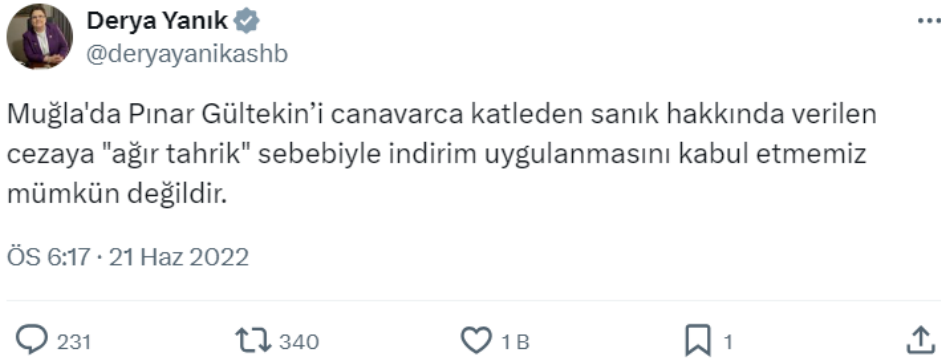 Derya Yanık
@deryayanikashb
Muğla'da Pınar Gültekin’i canavarca katleden sanık hakkında verilen
cezaya "ağır tahrik" sebebiyle indirim uygulanmasını kabul etmemiz
mümkün değildir.
ÖS 6:17 · 21 Haz 2022
231 340 1 B 1